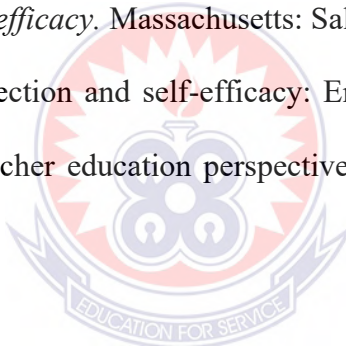 efficacy. Massachusetts: Sal
ection and self-efficacy: En
cher education perspective
EDUCATION FOR SERVICE